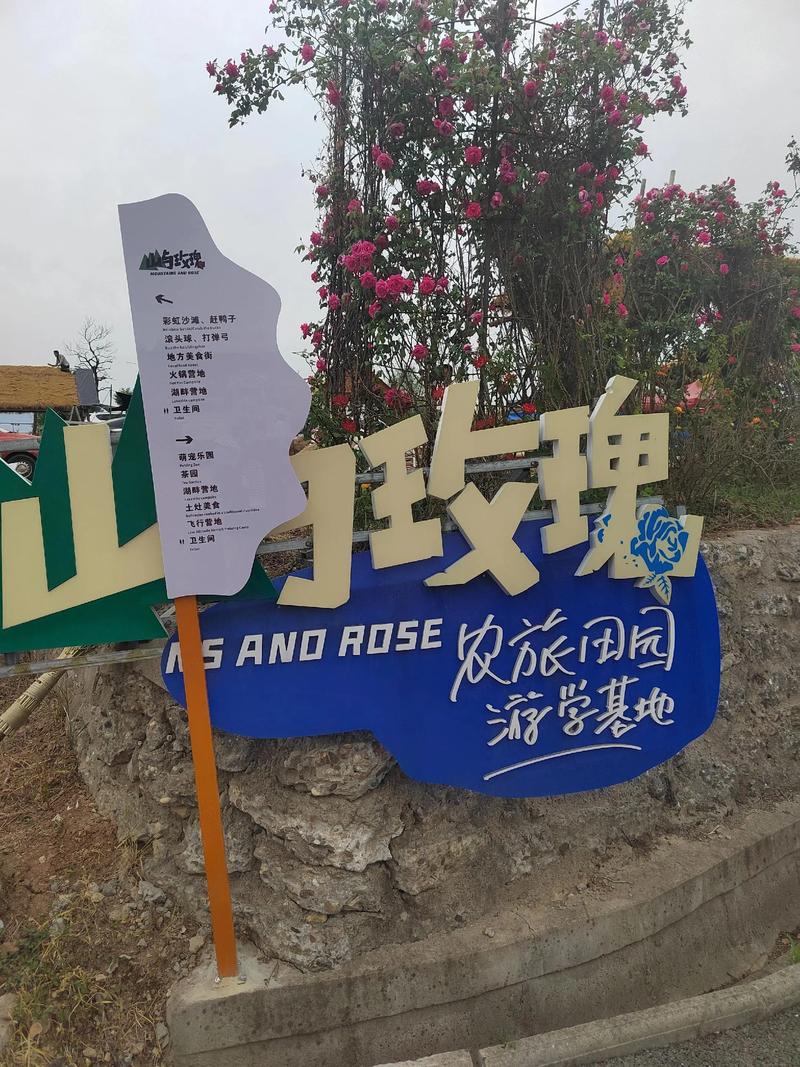 山与玫瑰
MOUNTAINS AND ROSE
彩虹沙滩、赶鸭子
滚头球、打弹弓
地方美食街
火锅营地
湖畔营地
卫生间
萌宠乐园
茶园
湖畔营地
土灶美食
飞行营地
卫生间
山与玫瑰
NS AND ROSE
农旅田园
游学基地